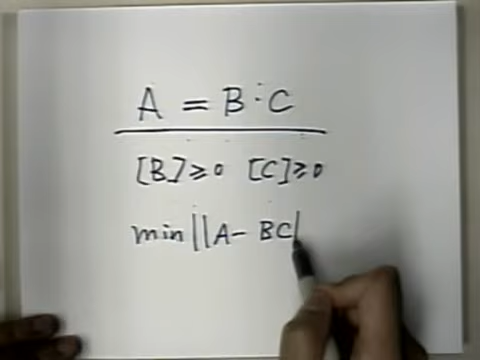 A = B·C
[B] ≥ 0 [C] ≥ 0
min ||A - BC|